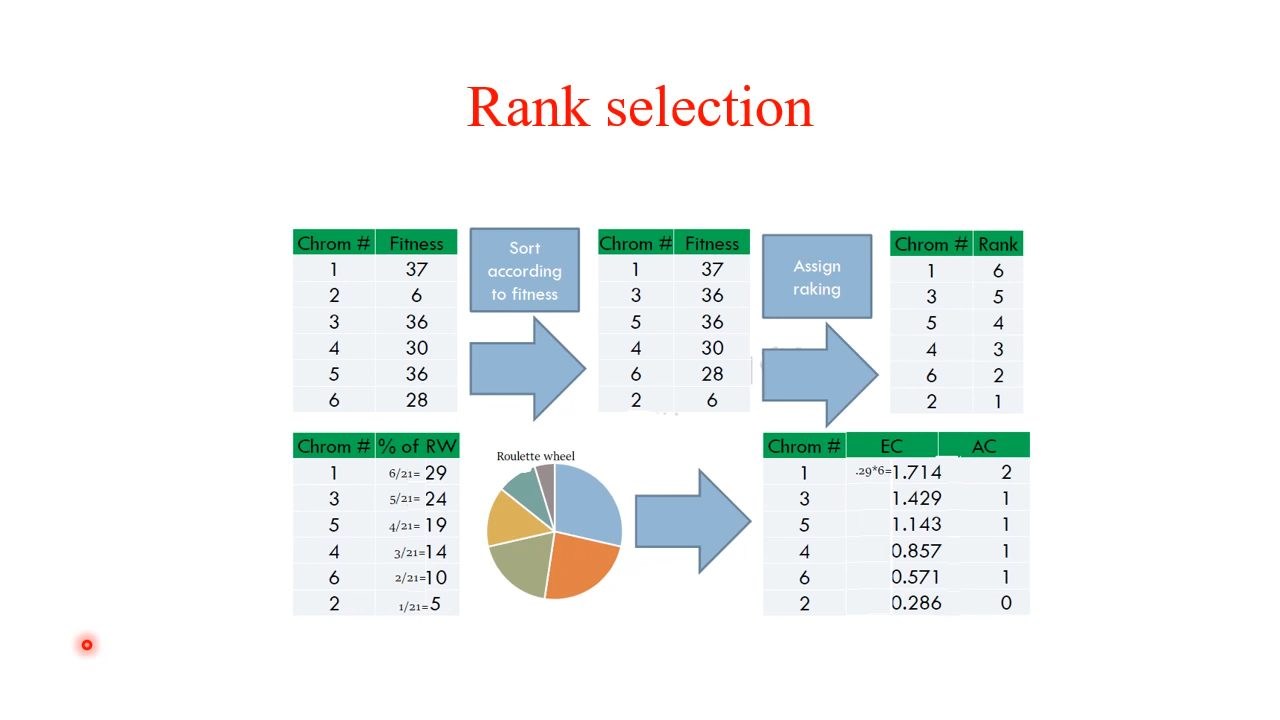 Rank selection
Chrom # Fitness
1 37
2 6
3 36
4 30
5 36
6 28
Sort
according
to fitness
Chrom # Fitness
1 37
3 36
5 36
4 30
6 28
2 6
Assign
raking
Chrom # Rank
1 6
3 5
5 4
4 3
6 2
2 1
Chrom # % of RW
1 6/21= 29
3 5/21= 24
5 4/21= 19
4 3/21= 14
6 2/21= 10
2 1/21= 5
Roulette wheel
Chrom # EC AC
1 .29*6= 1.714 2
3 1.429 1
5 1.143 1
4 0.857 1
6 0.571 1
2 0.286 0